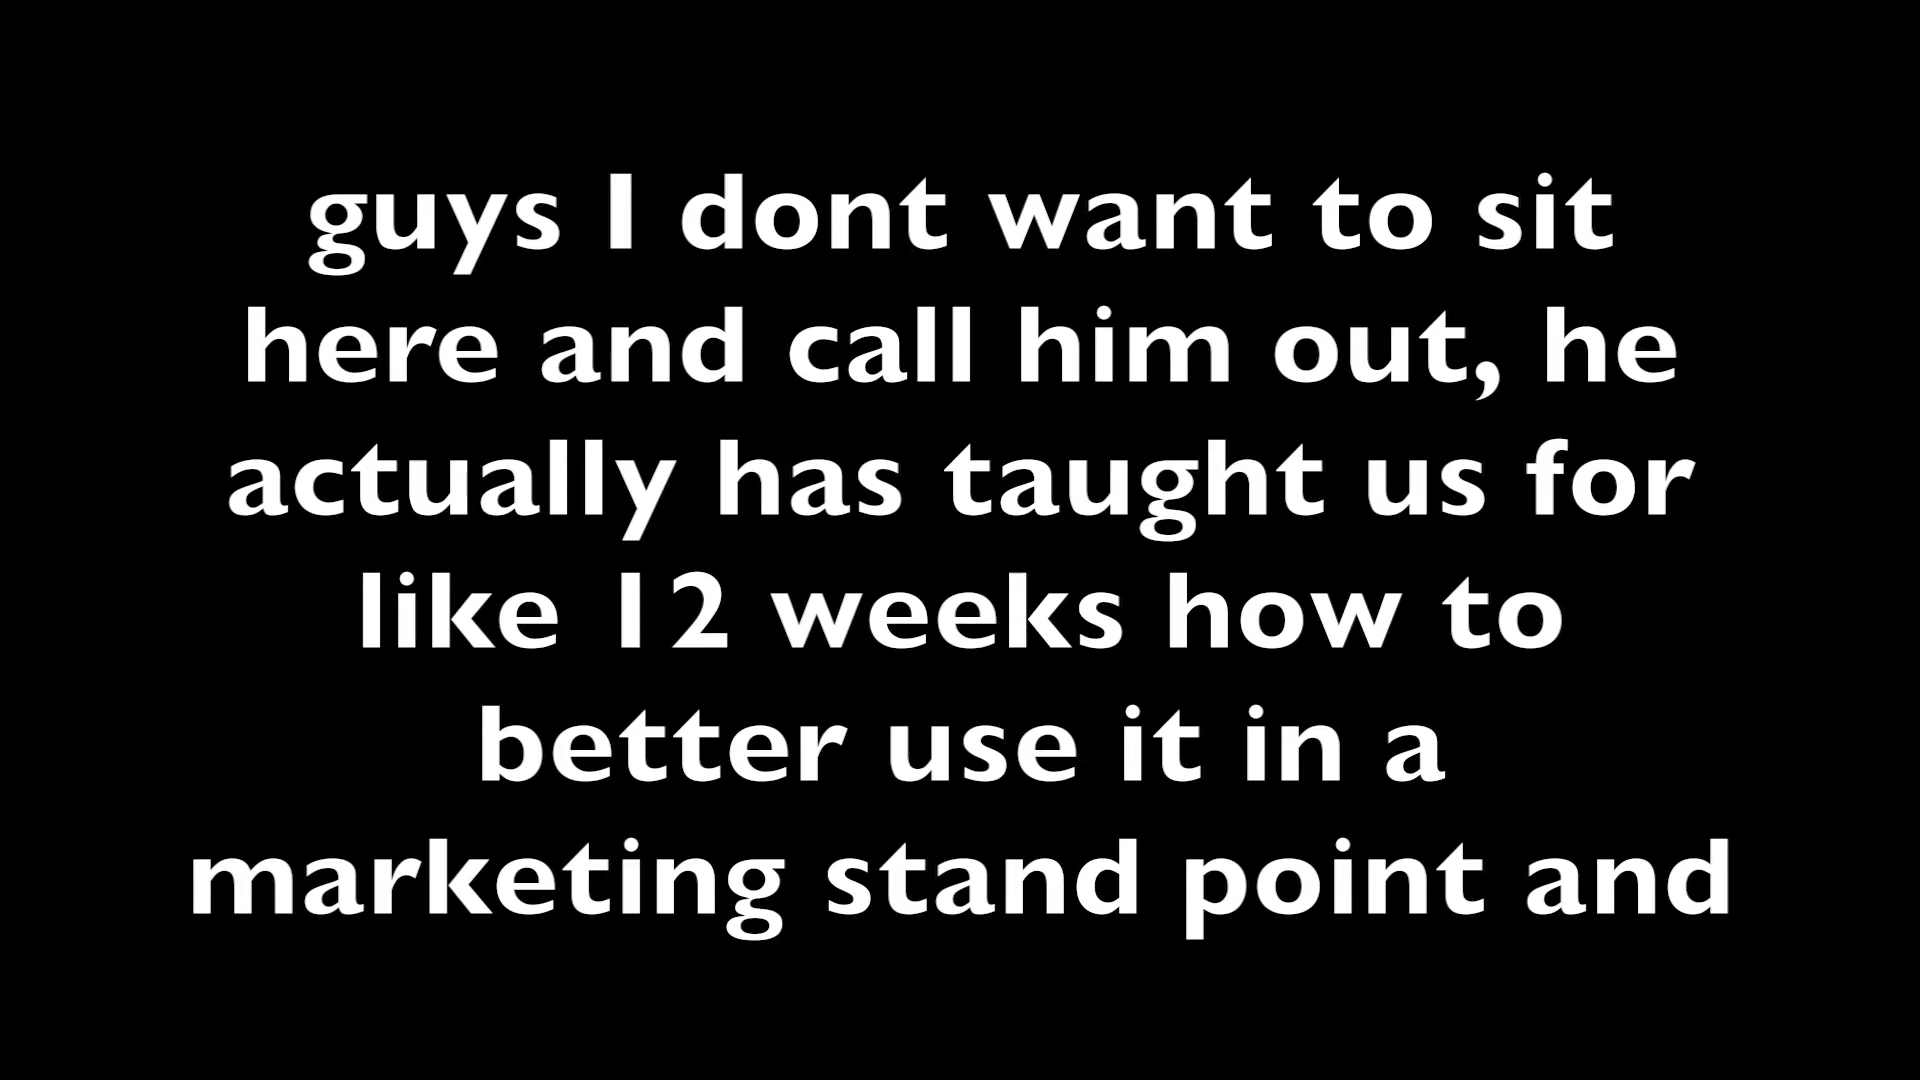 guys I dont want to sit
here and call him out, he
actually has taught us for
like 12 weeks how to
better use it in a
marketing stand point and